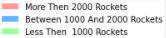 More Then 2000 Rockets
Between 1000 And 2000 Rockets
Less Then 1000 Rockets